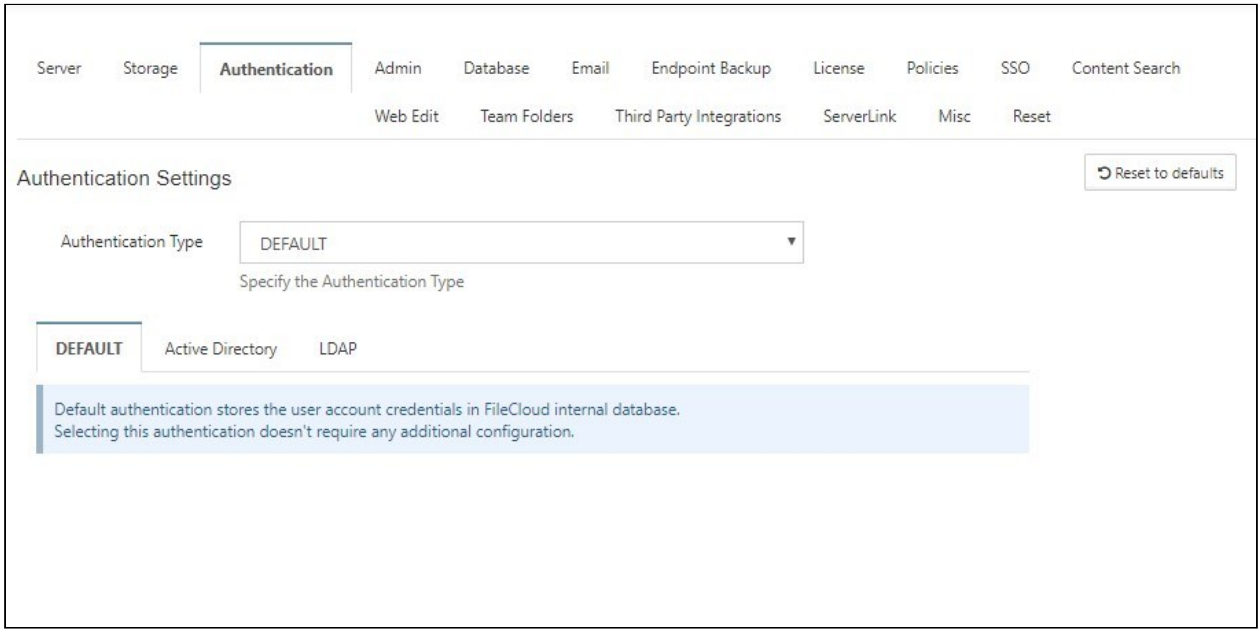 Server Storage Authentication Admin Database Email Endpoint Backup License Policies SSO Content Search
Web Edit Team Folders Third Party Integrations ServerLink Misc Reset
Authentication Settings
Reset to defaults
Authentication Type DEFAULT
Specify the Authentication Type
DEFAULT Active Directory LDAP
Default authentication stores the user account credentials in FileCloud internal database.
Selecting this authentication doesn't require any additional configuration.